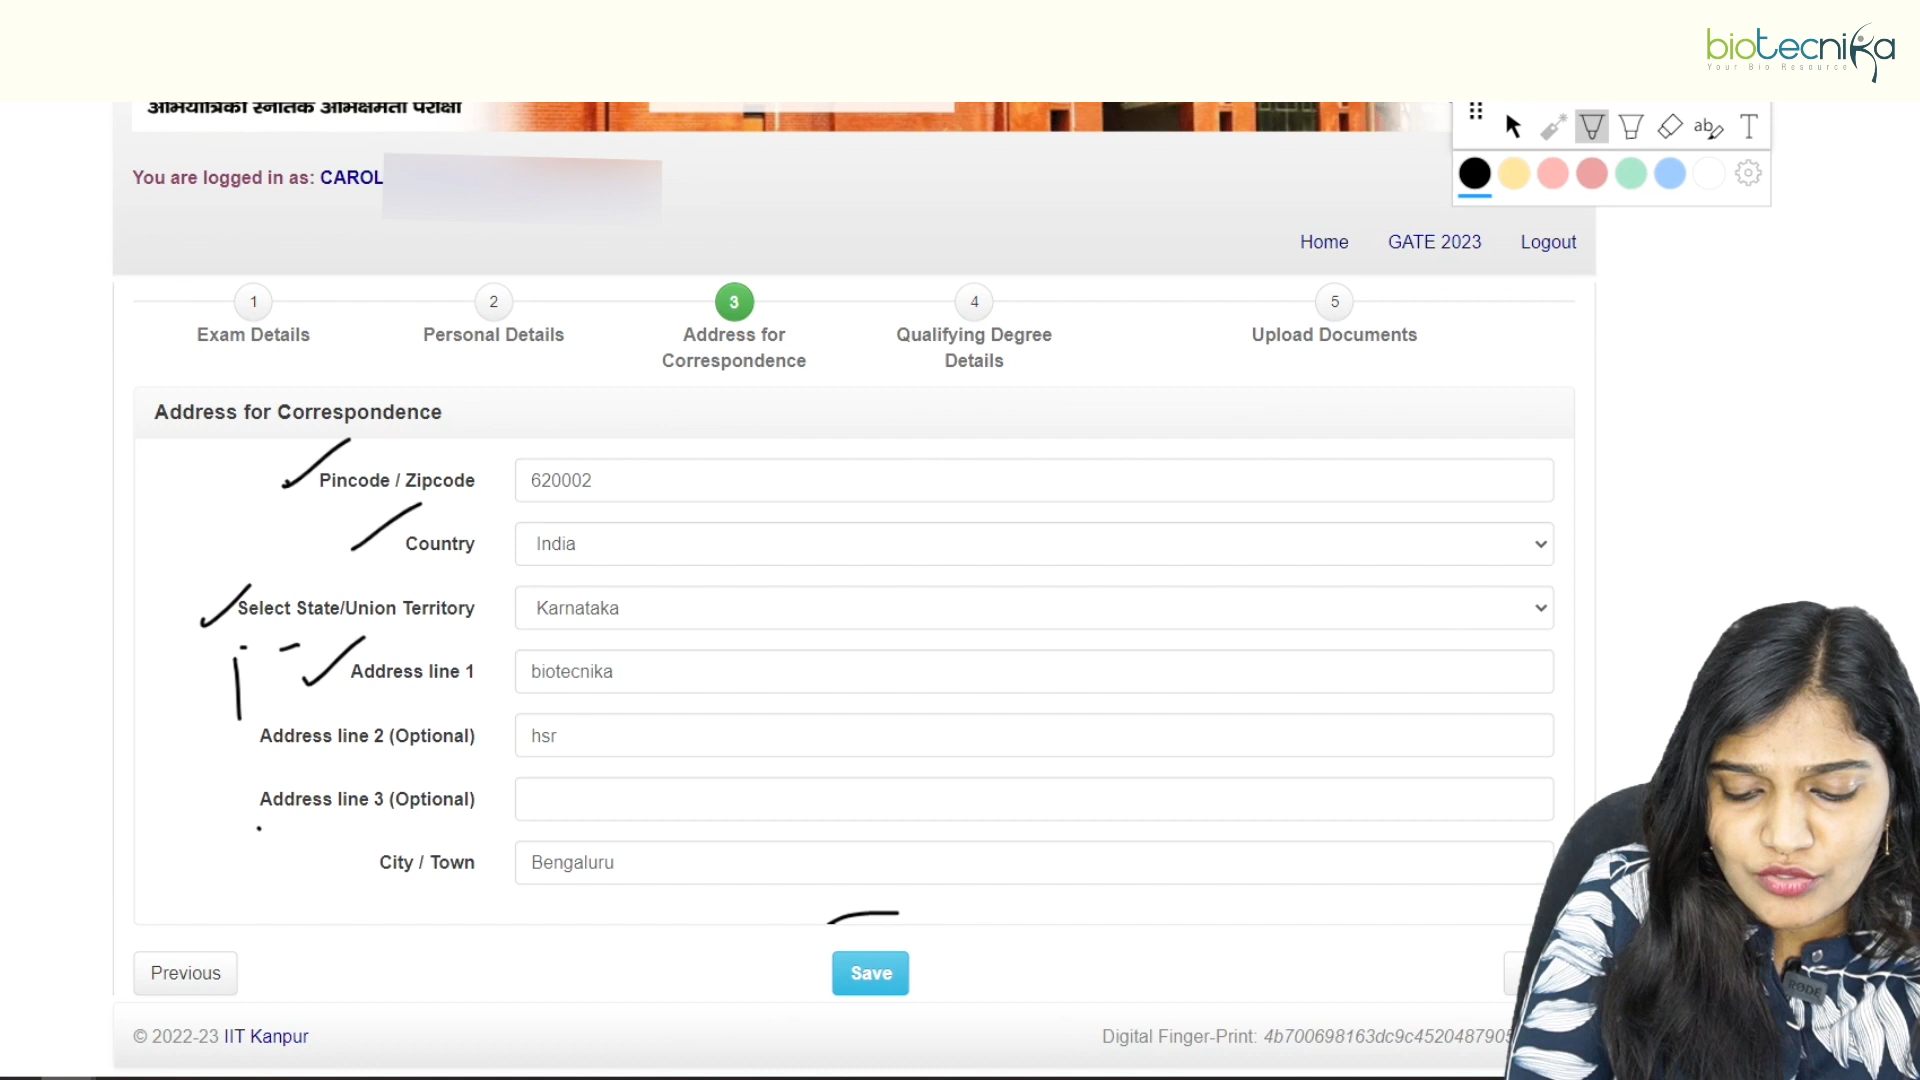 biotecnika
Your Bio Resource
अभियांत्रिकी स्नातक अभिक्षमता परीक्षा
You are logged in as: CAROL
ab
T
Home GATE 2023 Logout
1 2 3 4 5
Exam Details Personal Details Address for Correspondence Qualifying Degree Details Upload Documents
Address for Correspondence
Pincode / Zipcode 620002
Country India
Select State/Union Territory Karnataka
Address line 1 biotecnika
Address line 2 (Optional) hsr
Address line 3 (Optional)
City / Town Bengaluru
Previous Save
© 2022-23 IIT Kanpur Digital Finger-Print: 4b700698163dc9c4520487905
RØDE